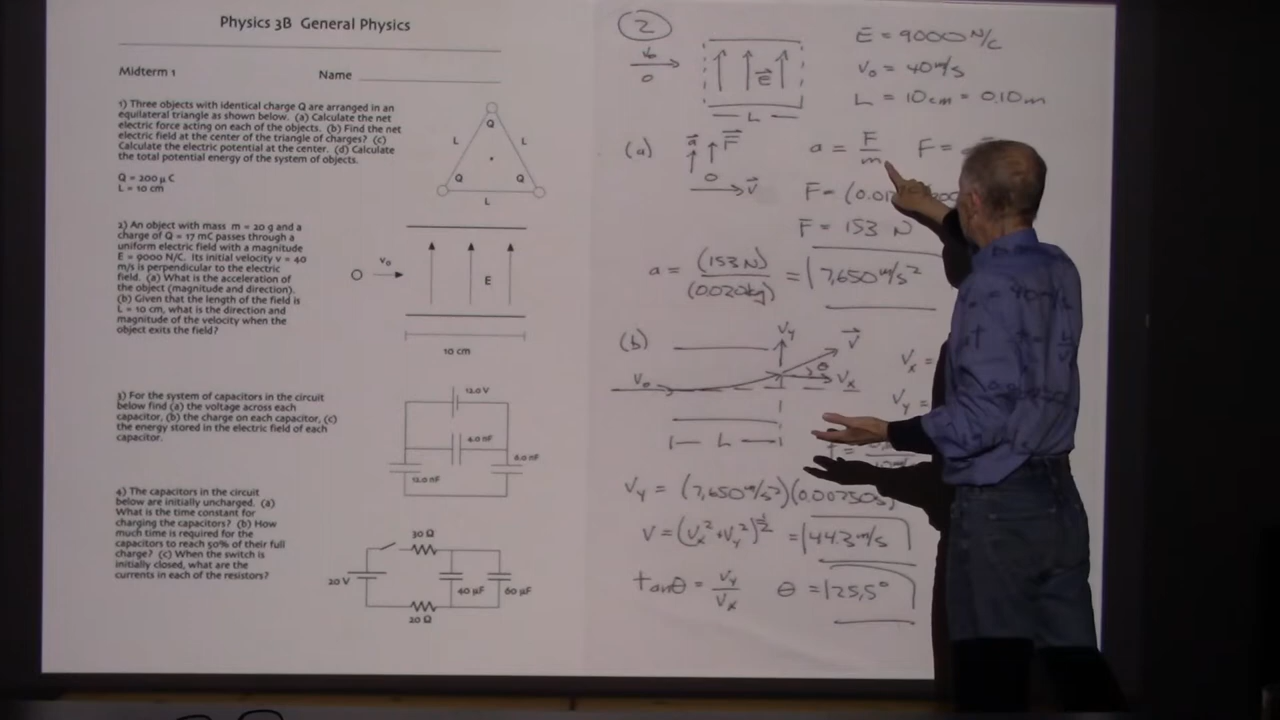 Physics 3B General Physics
Midterm 1 Name
1) Three objects with identical charge Q are arranged in an
equilateral triangle as shown below. (a) Calculate the net
electric force acting on each of the objects. (b) Find the net
electric field at the center of the triangle of charges? (c)
Calculate the electric potential at the center. (d) Calculate
the total potential energy of the system of objects.
Q = 200 μC
L = 10 cm
Q
L L
Q Q
L
2) An object with mass m = 20 g and a
charge of Q = 17 mC passes through a
uniform electric field with a magnitude
E = 9000 N/C. Its initial velocity v = 40
m/s is perpendicular to the electric
field. (a) What is the acceleration of
the object (magnitude and direction).
(b) Given that the length of the field is
L = 10 cm, what is the direction and
magnitude of the velocity when the
object exits the field?
v₀
E
10 cm
3) For the system of capacitors in the circuit
below find (a) the voltage across each
capacitor, (b) the charge on each capacitor, (c)
the energy stored in the electric field of each
capacitor.
12.0 V
4.0 nF
6.0 nF
12.0 nF
4) The capacitors in the circuit
below are initially uncharged. (a)
What is the time constant for
charging the capacitors? (b) How
much time is required for the
capacitors to reach 50% of their full
charge? (c) When the switch is
initially closed, what are the
currents in each of the resistors?
30 Ω
20 V
40 μF 60 μF
20 Ω
2
v₀
E
L
E = 9000 N/C
v₀ = 40 m/s
L = 10 cm = 0.10 m
(a) a F
v
a = F/m F =
F = (0.01
F = 153 N
a = (153 N)/(0.020 kg) = 7,650 m/s²
(b) Vy V
θ
V₀ Vx
L
Vx =
Vy =
t =
Vy = (7,650 m/s²)(0.00250s)
V = (Vx² + Vy²)^½ = 44.3 m/s
tanθ = Vy/Vx θ = 25.5°